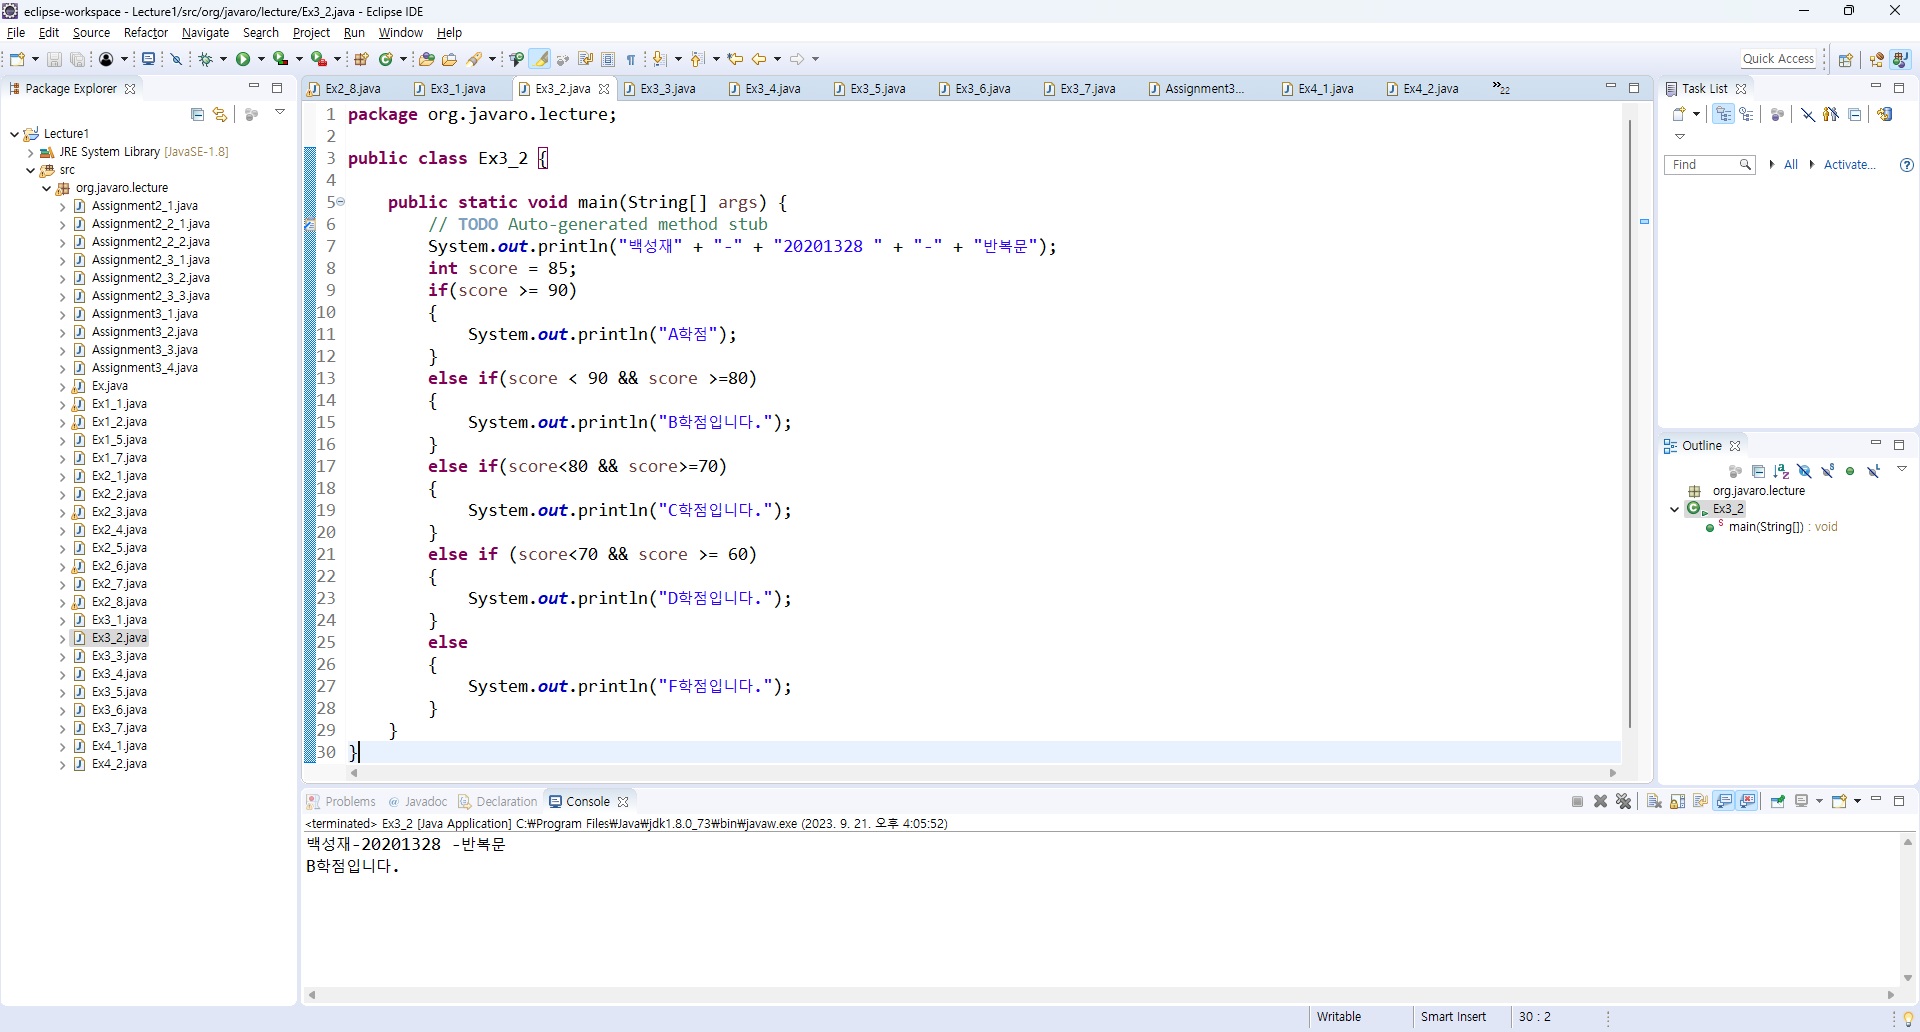 eclipse-workspace - Lecture1/src/org/javaro/lecture/Ex3_2.java - Eclipse IDE
File Edit Source Refactor Navigate Search Project Run Window Help
Quick Access
Package Explorer
Lecture1
JRE System Library [JavaSE-1.8]
src
org.javaro.lecture
Assignment2_1.java
Assignment2_2_1.java
Assignment2_2_2.java
Assignment2_3_1.java
Assignment2_3_2.java
Assignment2_3_3.java
Assignment3_1.java
Assignment3_2.java
Assignment3_3.java
Assignment3_4.java
Ex.java
Ex1_1.java
Ex1_2.java
Ex1_5.java
Ex1_7.java
Ex2_1.java
Ex2_2.java
Ex2_3.java
Ex2_4.java
Ex2_5.java
Ex2_6.java
Ex2_7.java
Ex2_8.java
Ex3_1.java
Ex3_2.java
Ex3_3.java
Ex3_4.java
Ex3_5.java
Ex3_6.java
Ex3_7.java
Ex4_1.java
Ex4_2.java
Ex2_8.java Ex3_1.java Ex3_2.java Ex3_3.java Ex3_4.java Ex3_5.java Ex3_6.java Ex3_7.java Assignment3... Ex4_1.java Ex4_2.java »22
1 package org.javaro.lecture;
2
3 public class Ex3_2 {
4
5 public static void main(String[] args) {
6 // TODO Auto-generated method stub
7 System.out.println("백성재" + "-" + "20201328 " + "-" + "반복문");
8 int score = 85;
9 if(score >= 90)
10 {
11 System.out.println("A학점");
12 }
13 else if(score < 90 && score >=80)
14 {
15 System.out.println("B학점입니다.");
16 }
17 else if(score<80 && score>=70)
18 {
19 System.out.println("C학점입니다.");
20 }
21 else if (score<70 && score >= 60)
22 {
23 System.out.println("D학점입니다.");
24 }
25 else
26 {
27 System.out.println("F학점입니다.");
28 }
29 }
30 }
Task List
Find All Activate...
Outline
org.javaro.lecture
Ex3_2
main(String[]) : void
Problems @ Javadoc Declaration Console
<terminated> Ex3_2 [Java Application] C:₩Program Files₩Java₩jdk1.8.0_73₩bin₩javaw.exe (2023. 9. 21. 오후 4:05:52)
백성재-20201328 -반복문
B학점입니다.
Writable Smart Insert 30 : 2